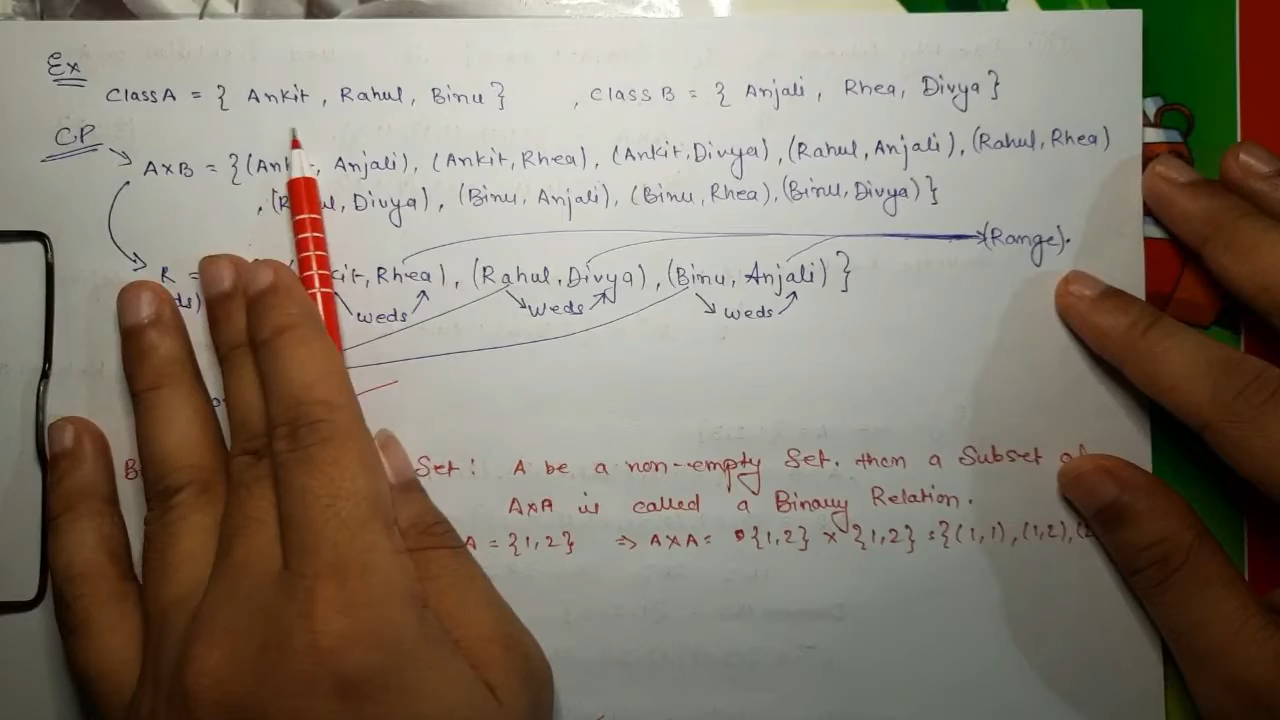 Ex
Class A = { Ankit, Rahul, Binu } , Class B = { Anjali, Rhea, Divya }
CP
A×B = {( , Anjali), (Ankit, Rhea), (Ankit, Divya), (Rahul, Anjali), (Rahul, Rhea)
, ( , Divya), (Binu, Anjali), (Binu, Rhea), (Binu, Divya) }
(Range).
R = , Rhea), (Rahul, Divya), (Binu, Anjali) }
Weds Weds Weds
Set: A be a non-empty Set. then a Subset of
A×A is called a Binary Relation.
A = {1,2} ⇒ A×A = {1,2} × {1,2} = {(1,1), (1,2), (